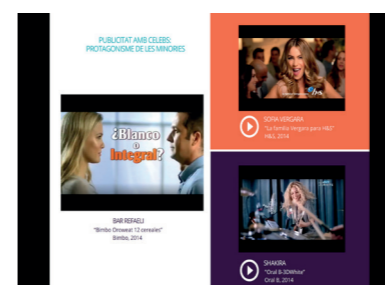 PUBLICITAT AMB CELEBS:
PROTAGONISME DE LES MINORIES
¿Blanco
o
Integral?
BAR REFAELI
"Bimbo Oroweat 12 cereales"
Bimbo, 2014
SOFIA VERGARA
"La familia Vergara para H&S"
H&S, 2014
SHAKIRA
"Oral B-3DWhite"
Oral B, 2014